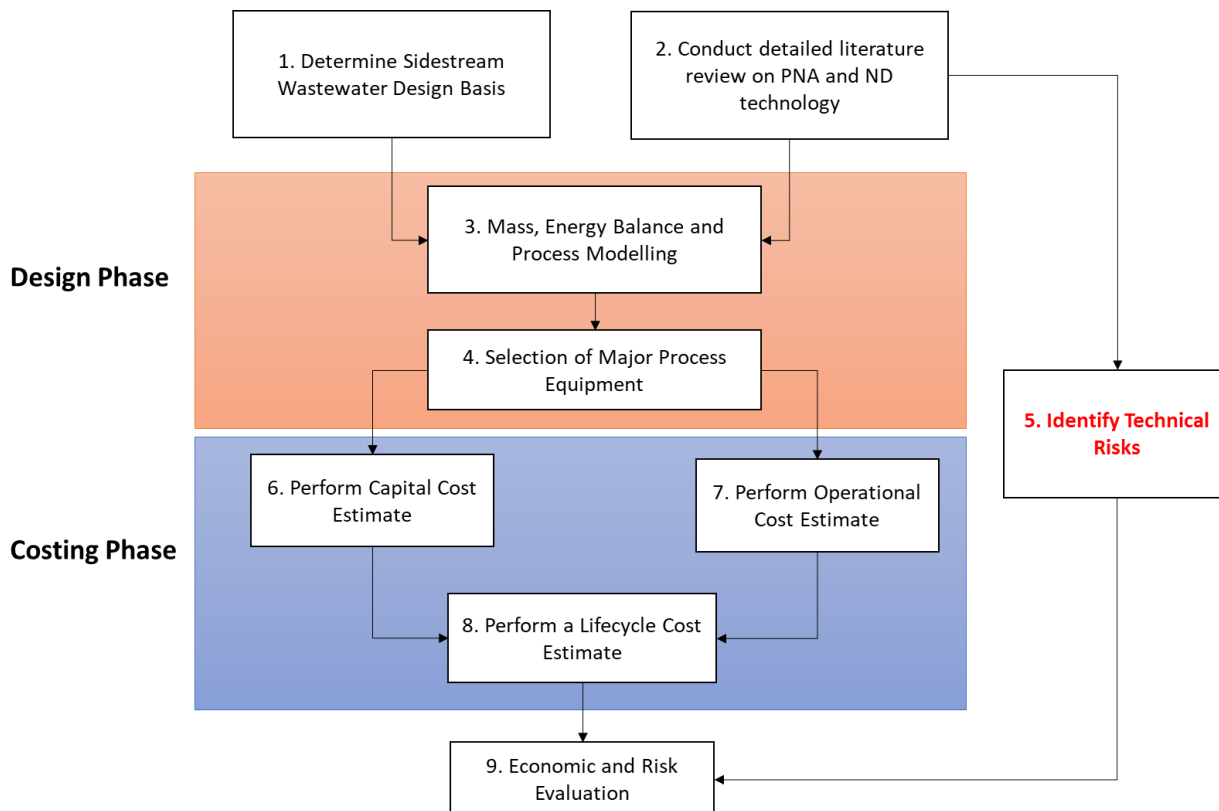 1. Determine Sidestream
Wastewater Design Basis
2. Conduct detailed literature
review on PNA and ND
technology
Design Phase
3. Mass, Energy Balance and
Process Modelling
4. Selection of Major Process
Equipment
5. Identify Technical
Risks
Costing Phase
6. Perform Capital Cost
Estimate
7. Perform Operational
Cost Estimate
8. Perform a Lifecycle Cost
Estimate
9. Economic and Risk
Evaluation